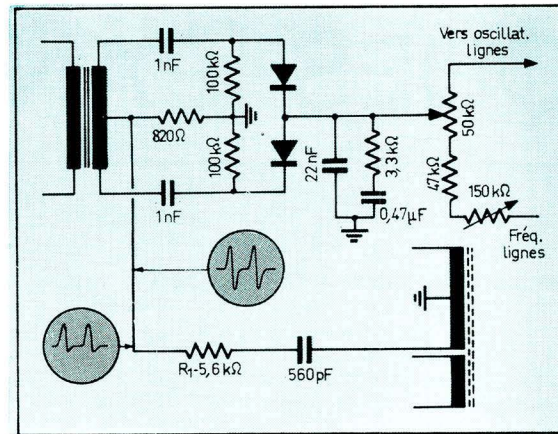 Vers oscillat.
lignes
1nF
100kΩ
820Ω
100kΩ
1nF
22nF
3,3kΩ
0,47µF
50kΩ
47kΩ
150kΩ
Fréq.
lignes
R1-5,6kΩ
560pF